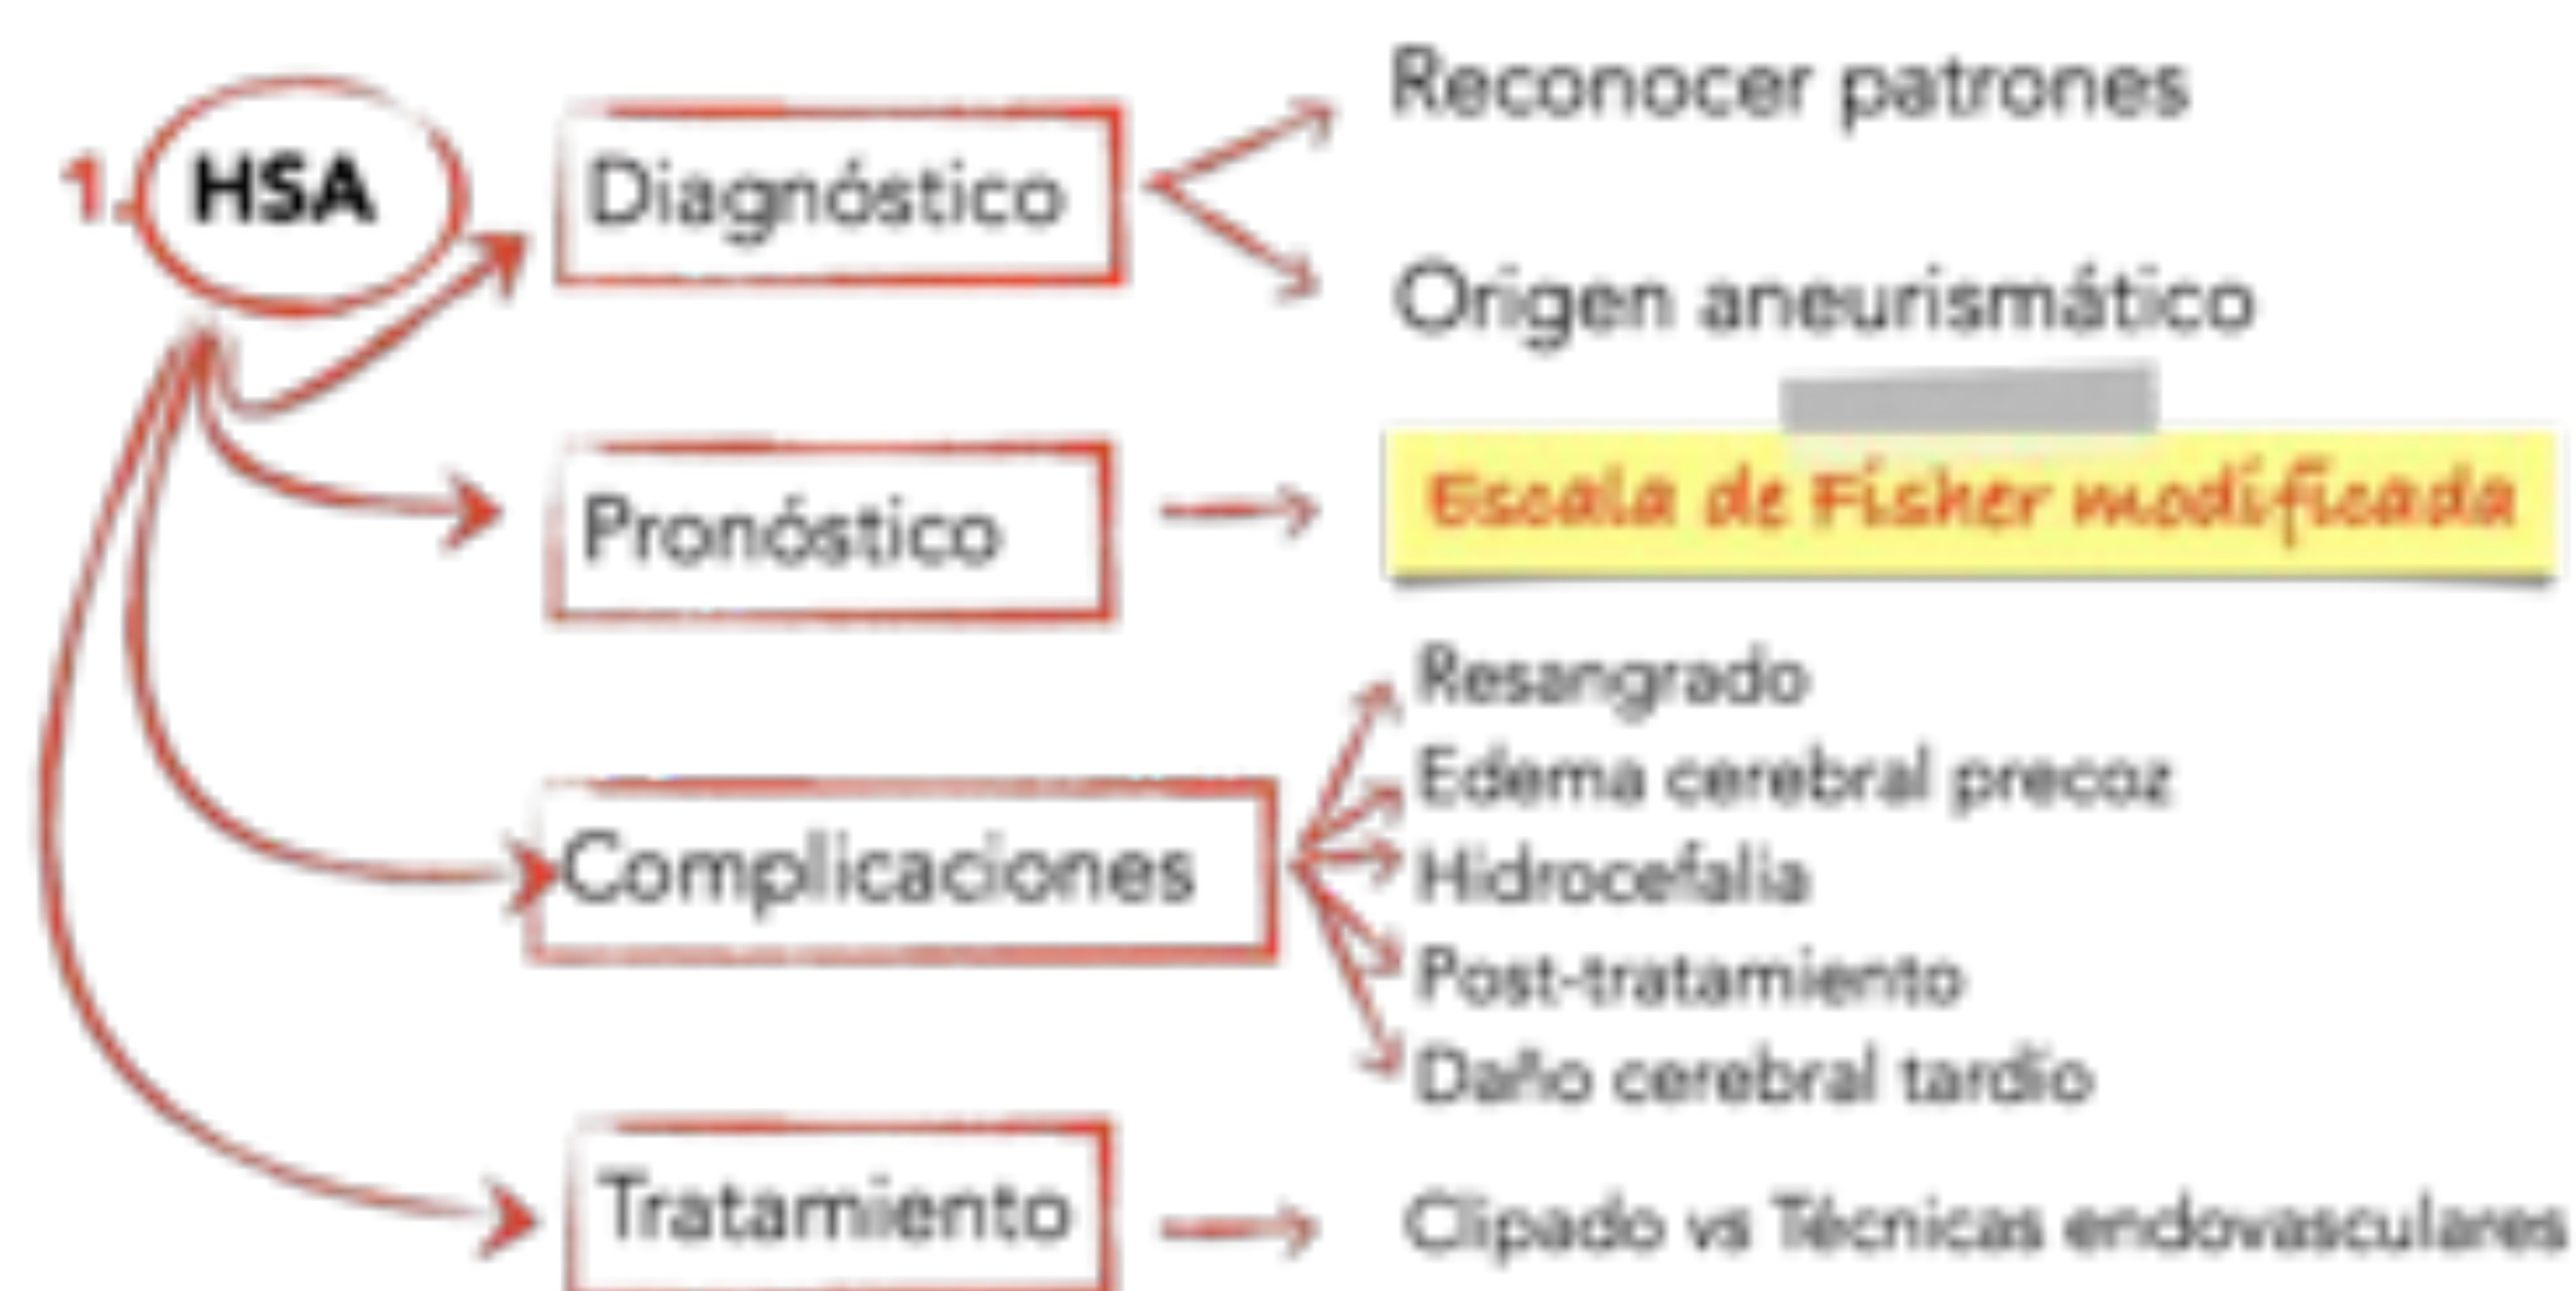 1. HSA
Diagnóstico
Reconocer patrones
Origen aneurismático
Pronóstico
Escala de Fisher modificada
Complicaciones
Resangrado
Edema cerebral precoz
Hidrocefalia
Post-tratamiento
Daño cerebral tardío
Tratamiento
Clipado vs Técnicas endovasculares